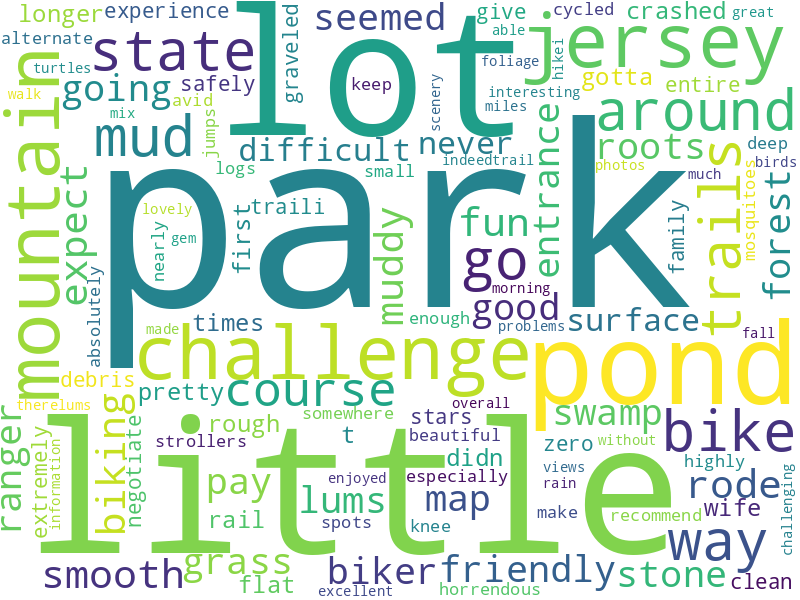 longer experience lot seemed give cycled crashed great
alternate state able jersey
turtles going safely graveled keep foliage hike1 gotta entire
walk mountain mix avid jumps scenery interesting miles around
mud difficult never entrance roots deep
logs small indeedtrail photos much birds
expect park trails mosquitoes forest
lovely first traili muddy fun family
nearly gem go
absolutely morning good
made times enough problems surface fall
challenge pond
debris pretty course overall
therelums somewhere stars swamp bike
ranger rough t beautiful zero without
strollers didn highly
extremely information biking negotiate little pay lums especially views rode challenging
map rain
rail spots enjoyed knee make recommend wife way
grass
smooth flat biker friendly stone clean
excellent horrendous